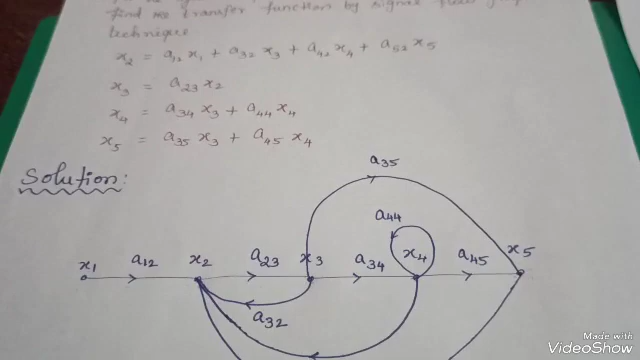 find the transfer function by signal flow
technique
x₂ = a₁₂ x₁ + a₃₂ x₃ + a₄₂ x₄ + a₅₂ x₅
x₃ = a₂₃ x₂
x₄ = a₃₄ x₃ + a₄₄ x₄
x₅ = a₃₅ x₃ + a₄₅ x₄
Solution:
a₃₅
a₄₄
x₁ a₁₂ x₂ a₂₃ x₃ a₃₄ x₄ a₄₅ x₅
a₃₂
Made with
VideoShow